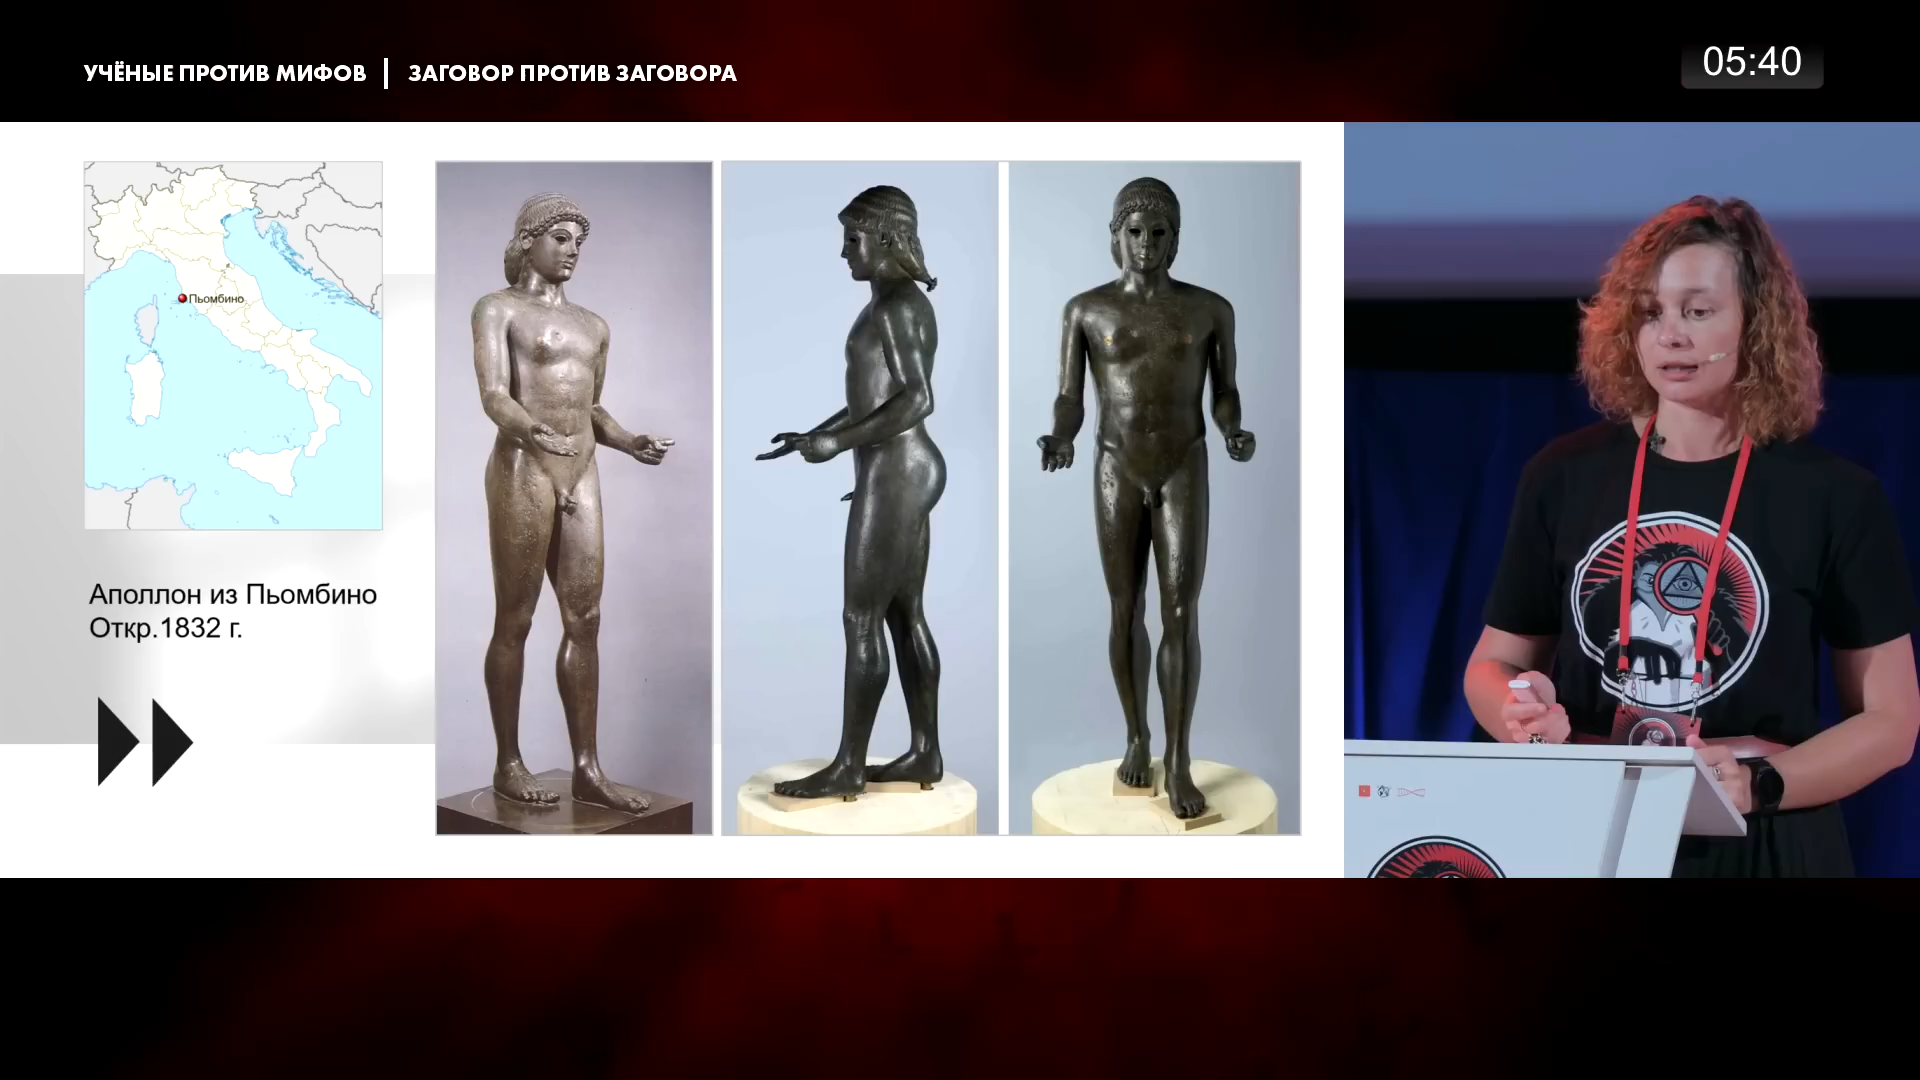 УЧЁНЫЕ ПРОТИВ МИФОВ | ЗАГОВОР ПРОТИВ ЗАГОВОРА
05:40
Пьомбино
Аполлон из Пьомбино
Откр.1832 г.